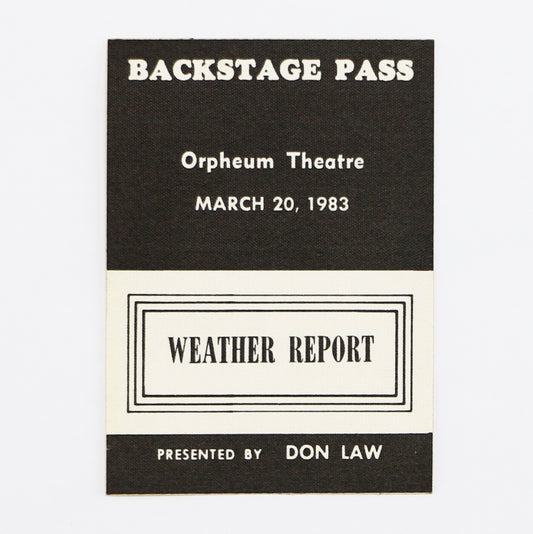 BACKSTAGE PASS
Orpheum Theatre
MARCH 20, 1983
WEATHER REPORT
PRESENTED BY DON LAW